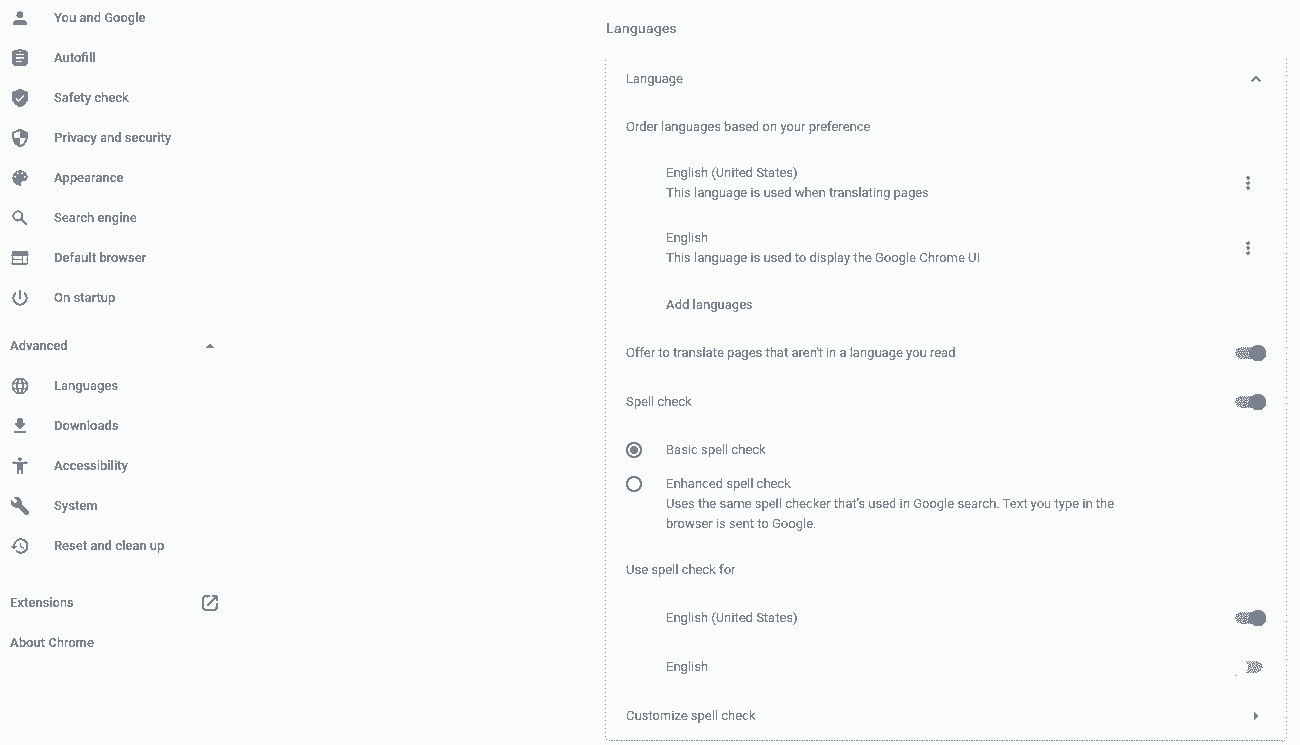 You and Google
Autofill
Safety check
Privacy and security
Appearance
Search engine
Default browser
On startup
Advanced
Languages
Downloads
Accessibility
System
Reset and clean up
Extensions
About Chrome
Languages
Language
Order languages based on your preference
English (United States)
This language is used when translating pages
English
This language is used to display the Google Chrome UI
Add languages
Offer to translate pages that aren't in a language you read
Spell check
Basic spell check
Enhanced spell check
Uses the same spell checker that's used in Google search. Text you type in the
browser is sent to Google.
Use spell check for
English (United States)
English
Customize spell check